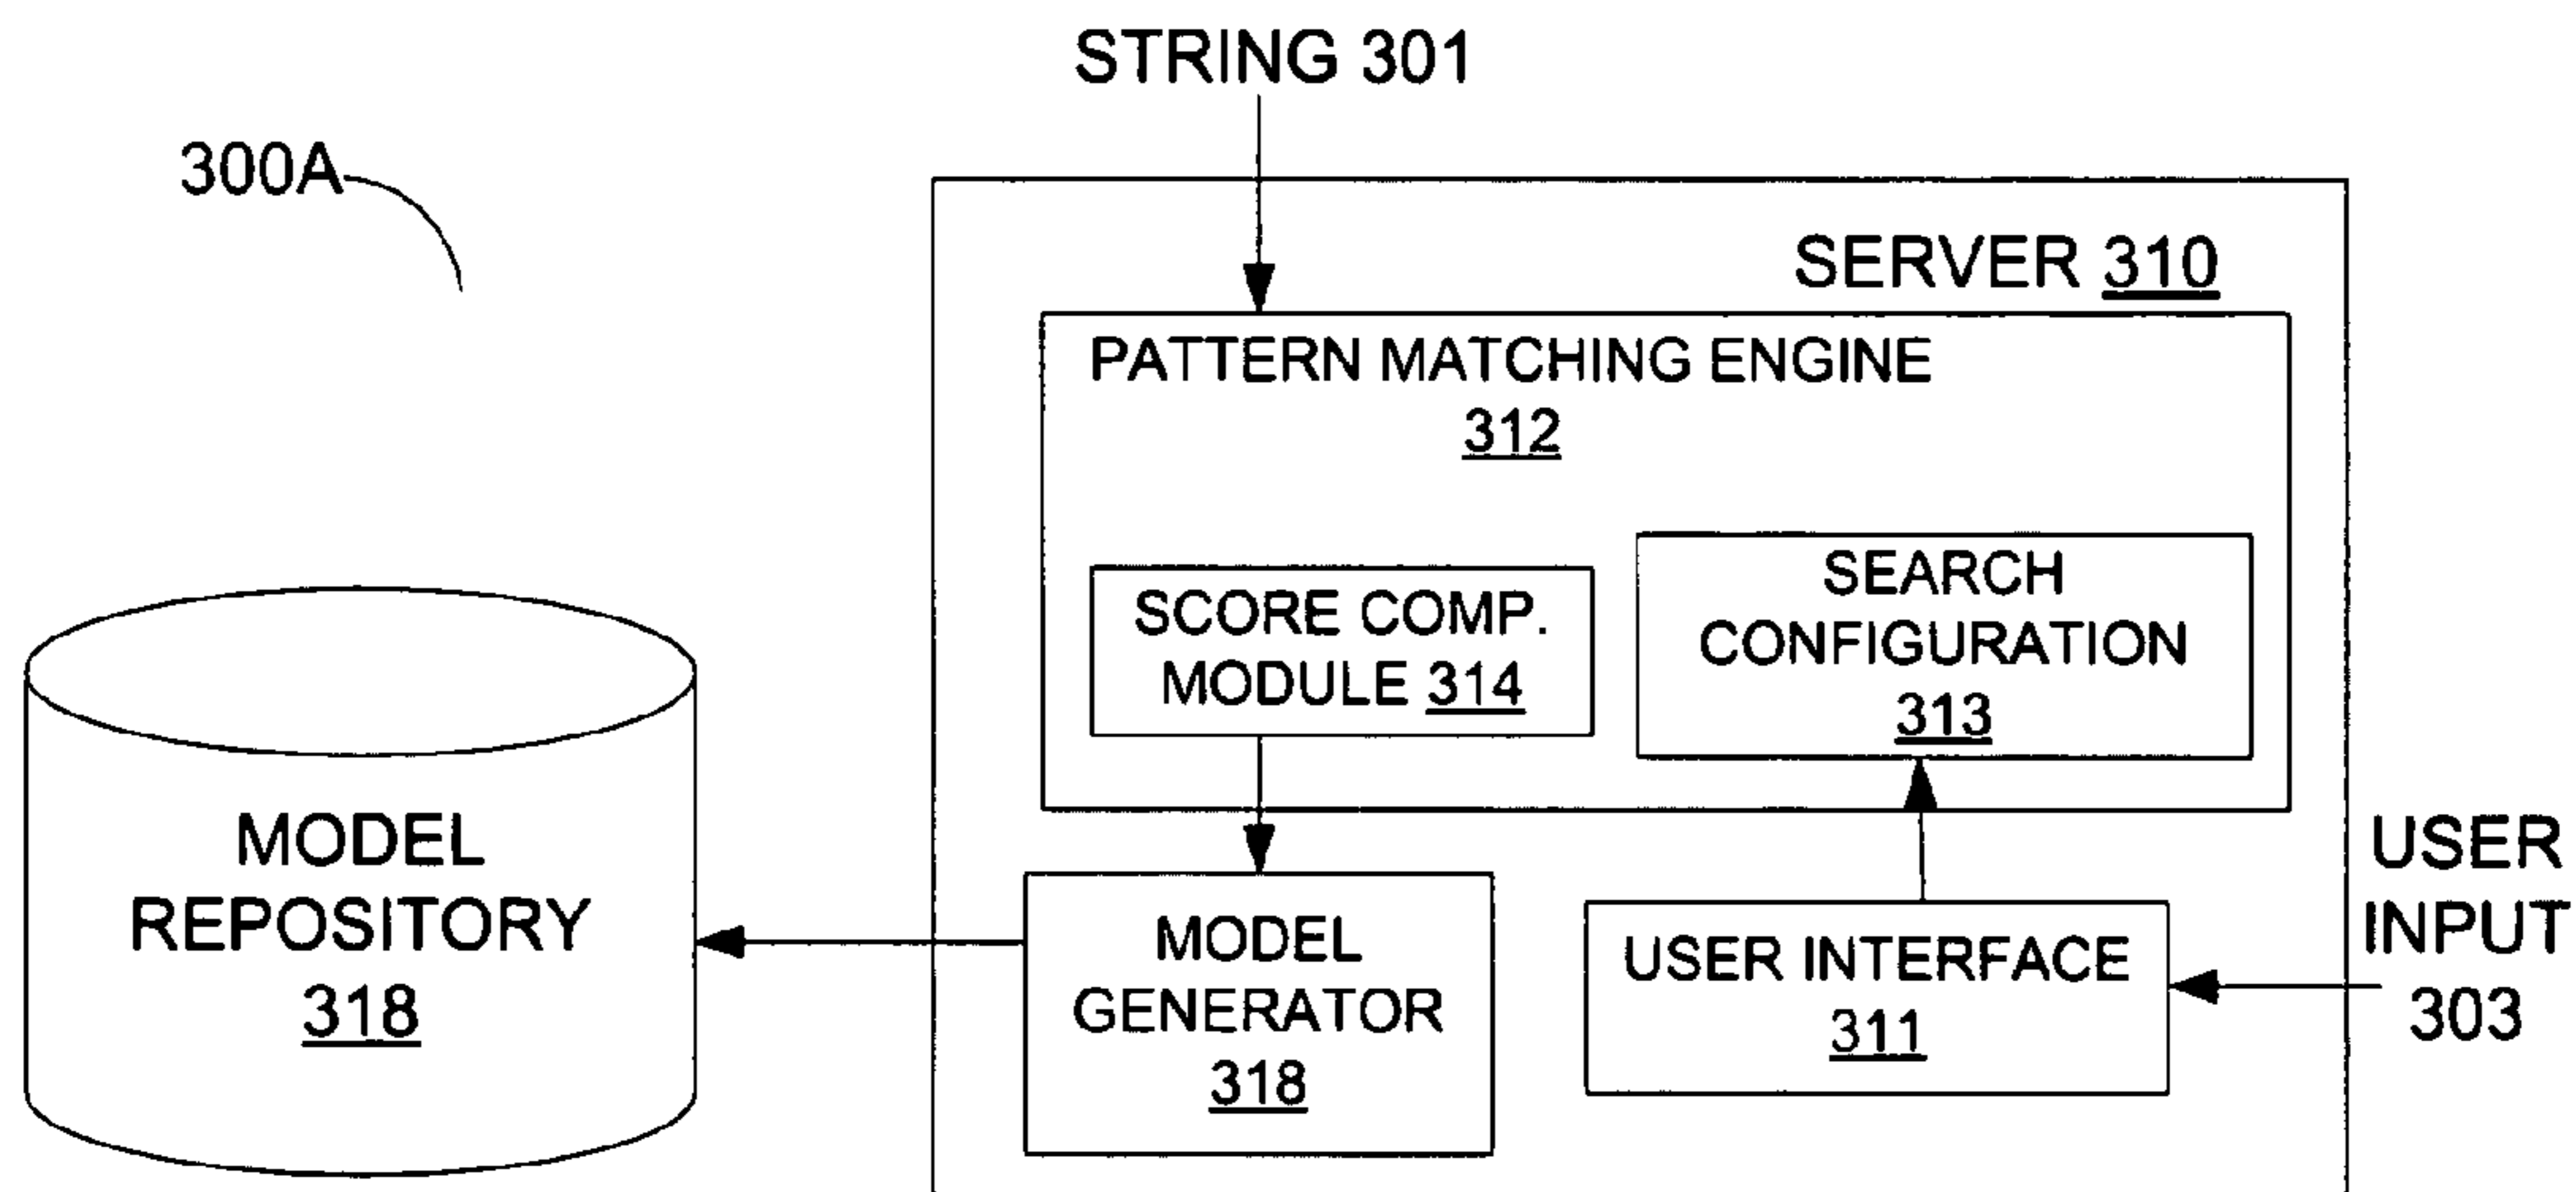 STRING 301
300A
SERVER 310
PATTERN MATCHING ENGINE
312
SCORE COMP.
MODULE 314
SEARCH
CONFIGURATION
313
MODEL
REPOSITORY
318
MODEL
GENERATOR
318
USER INTERFACE
311
USER
INPUT
303